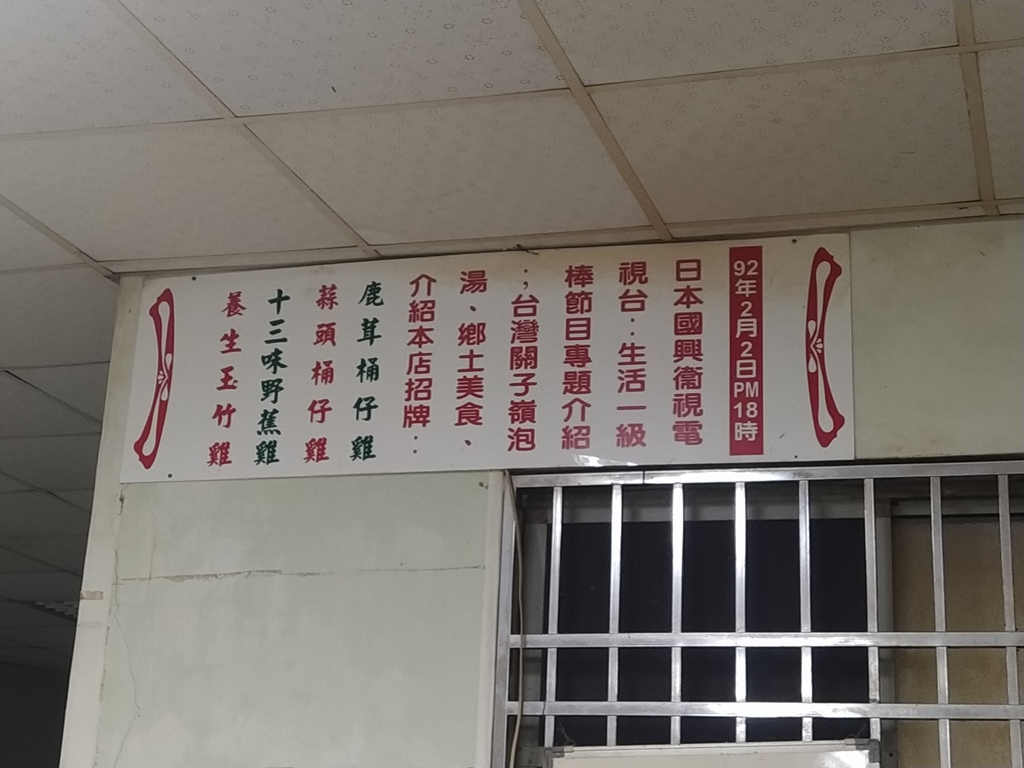 92年2月2日PM18時
日本國興衞視電
視台：生活一級
棒節目專題介紹
；台灣關子嶺泡
湯、鄉土美食、
介紹本店招牌：
鹿茸桶仔雞
蒜頭桶仔雞
十三味野蕉雞
養生玉竹雞